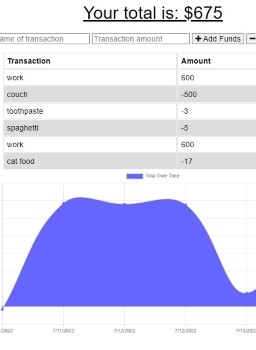 Your total is: $675
ame of transaction Transaction amount + Add Funds
Transaction Amount
work 600
couch -500
toothpaste -3
spaghetti -5
work 600
cat food -17
Total Over Time
/2022 7/11/2022 7/12/2022 7/12/2022 7/12/2022